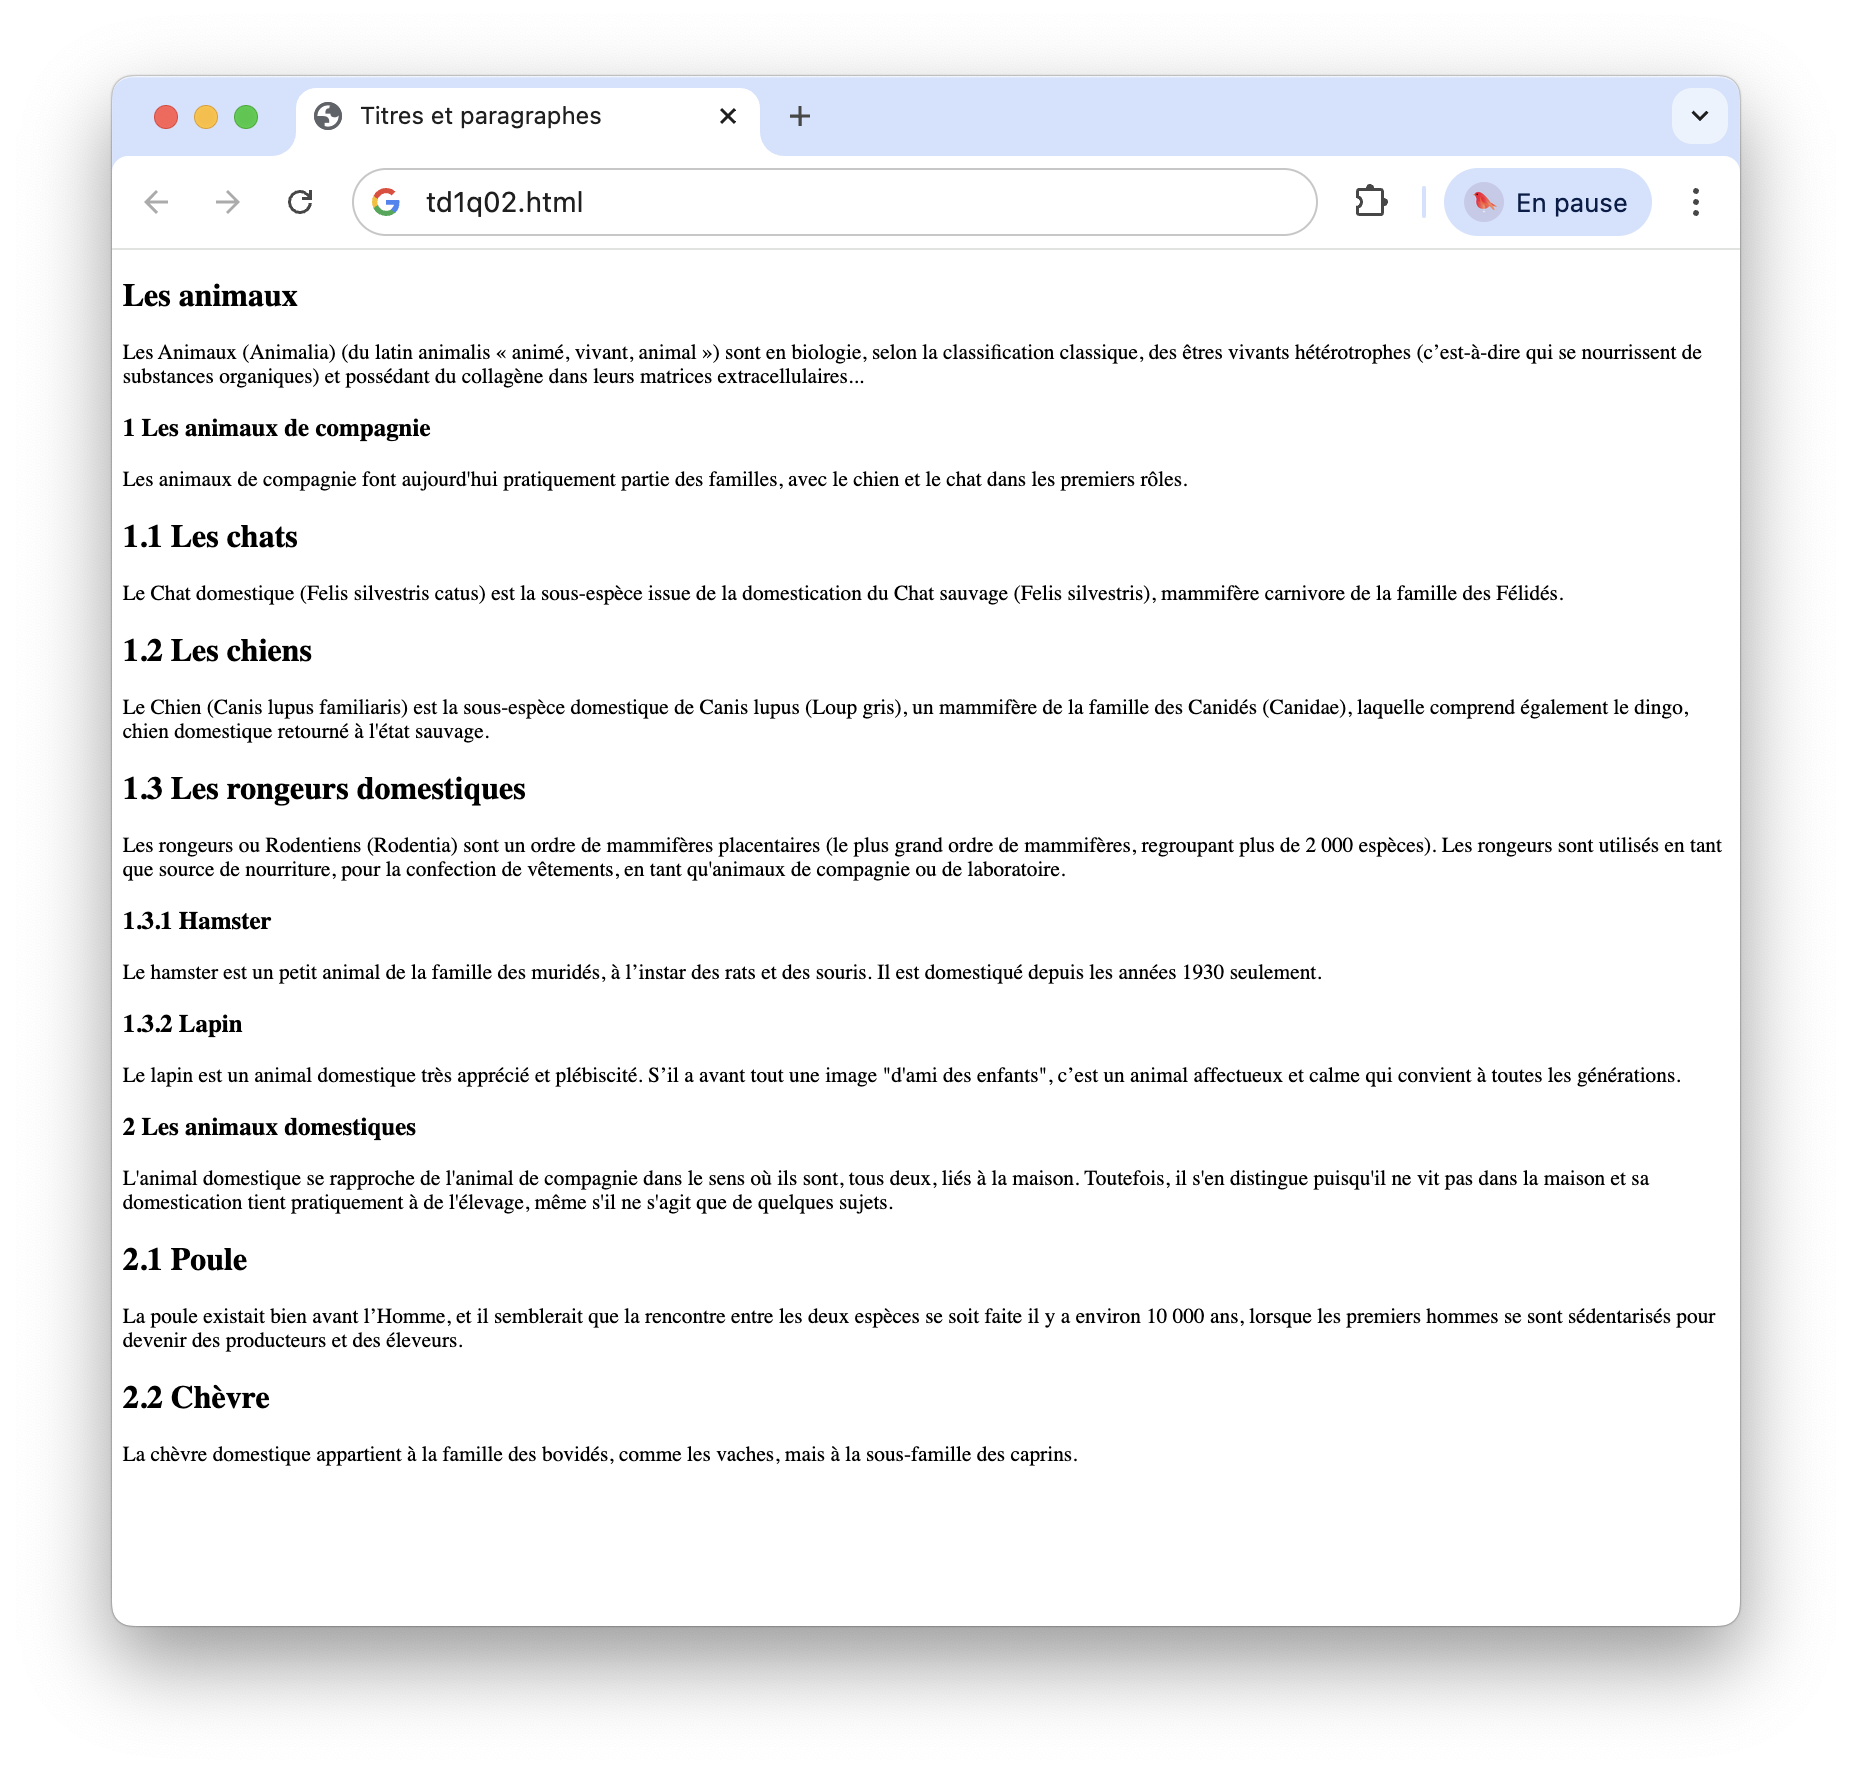 Titres et paragraphes
td1q02.html
En pause
Les animaux
Les Animaux (Animalia) (du latin animalis « animé, vivant, animal ») sont en biologie, selon la classification classique, des êtres vivants hétérotrophes (c’est-à-dire qui se nourrissent de
substances organiques) et possédant du collagène dans leurs matrices extracellulaires...
1 Les animaux de compagnie
Les animaux de compagnie font aujourd'hui pratiquement partie des familles, avec le chien et le chat dans les premiers rôles.
1.1 Les chats
Le Chat domestique (Felis silvestris catus) est la sous-espèce issue de la domestication du Chat sauvage (Felis silvestris), mammifère carnivore de la famille des Félidés.
1.2 Les chiens
Le Chien (Canis lupus familiaris) est la sous-espèce domestique de Canis lupus (Loup gris), un mammifère de la famille des Canidés (Canidae), laquelle comprend également le dingo,
chien domestique retourné à l'état sauvage.
1.3 Les rongeurs domestiques
Les rongeurs ou Rodentiens (Rodentia) sont un ordre de mammifères placentaires (le plus grand ordre de mammifères, regroupant plus de 2 000 espèces). Les rongeurs sont utilisés en tant
que source de nourriture, pour la confection de vêtements, en tant qu'animaux de compagnie ou de laboratoire.
1.3.1 Hamster
Le hamster est un petit animal de la famille des muridés, à l’instar des rats et des souris. Il est domestiqué depuis les années 1930 seulement.
1.3.2 Lapin
Le lapin est un animal domestique très apprécié et plébiscité. S’il a avant tout une image "d'ami des enfants", c’est un animal affectueux et calme qui convient à toutes les générations.
2 Les animaux domestiques
L'animal domestique se rapproche de l'animal de compagnie dans le sens où ils sont, tous deux, liés à la maison. Toutefois, il s'en distingue puisqu'il ne vit pas dans la maison et sa
domestication tient pratiquement à de l'élevage, même s'il ne s'agit que de quelques sujets.
2.1 Poule
La poule existait bien avant l’Homme, et il semblerait que la rencontre entre les deux espèces se soit faite il y a environ 10 000 ans, lorsque les premiers hommes se sont sédentarisés pour
devenir des producteurs et des éleveurs.
2.2 Chèvre
La chèvre domestique appartient à la famille des bovidés, comme les vaches, mais à la sous-famille des caprins.